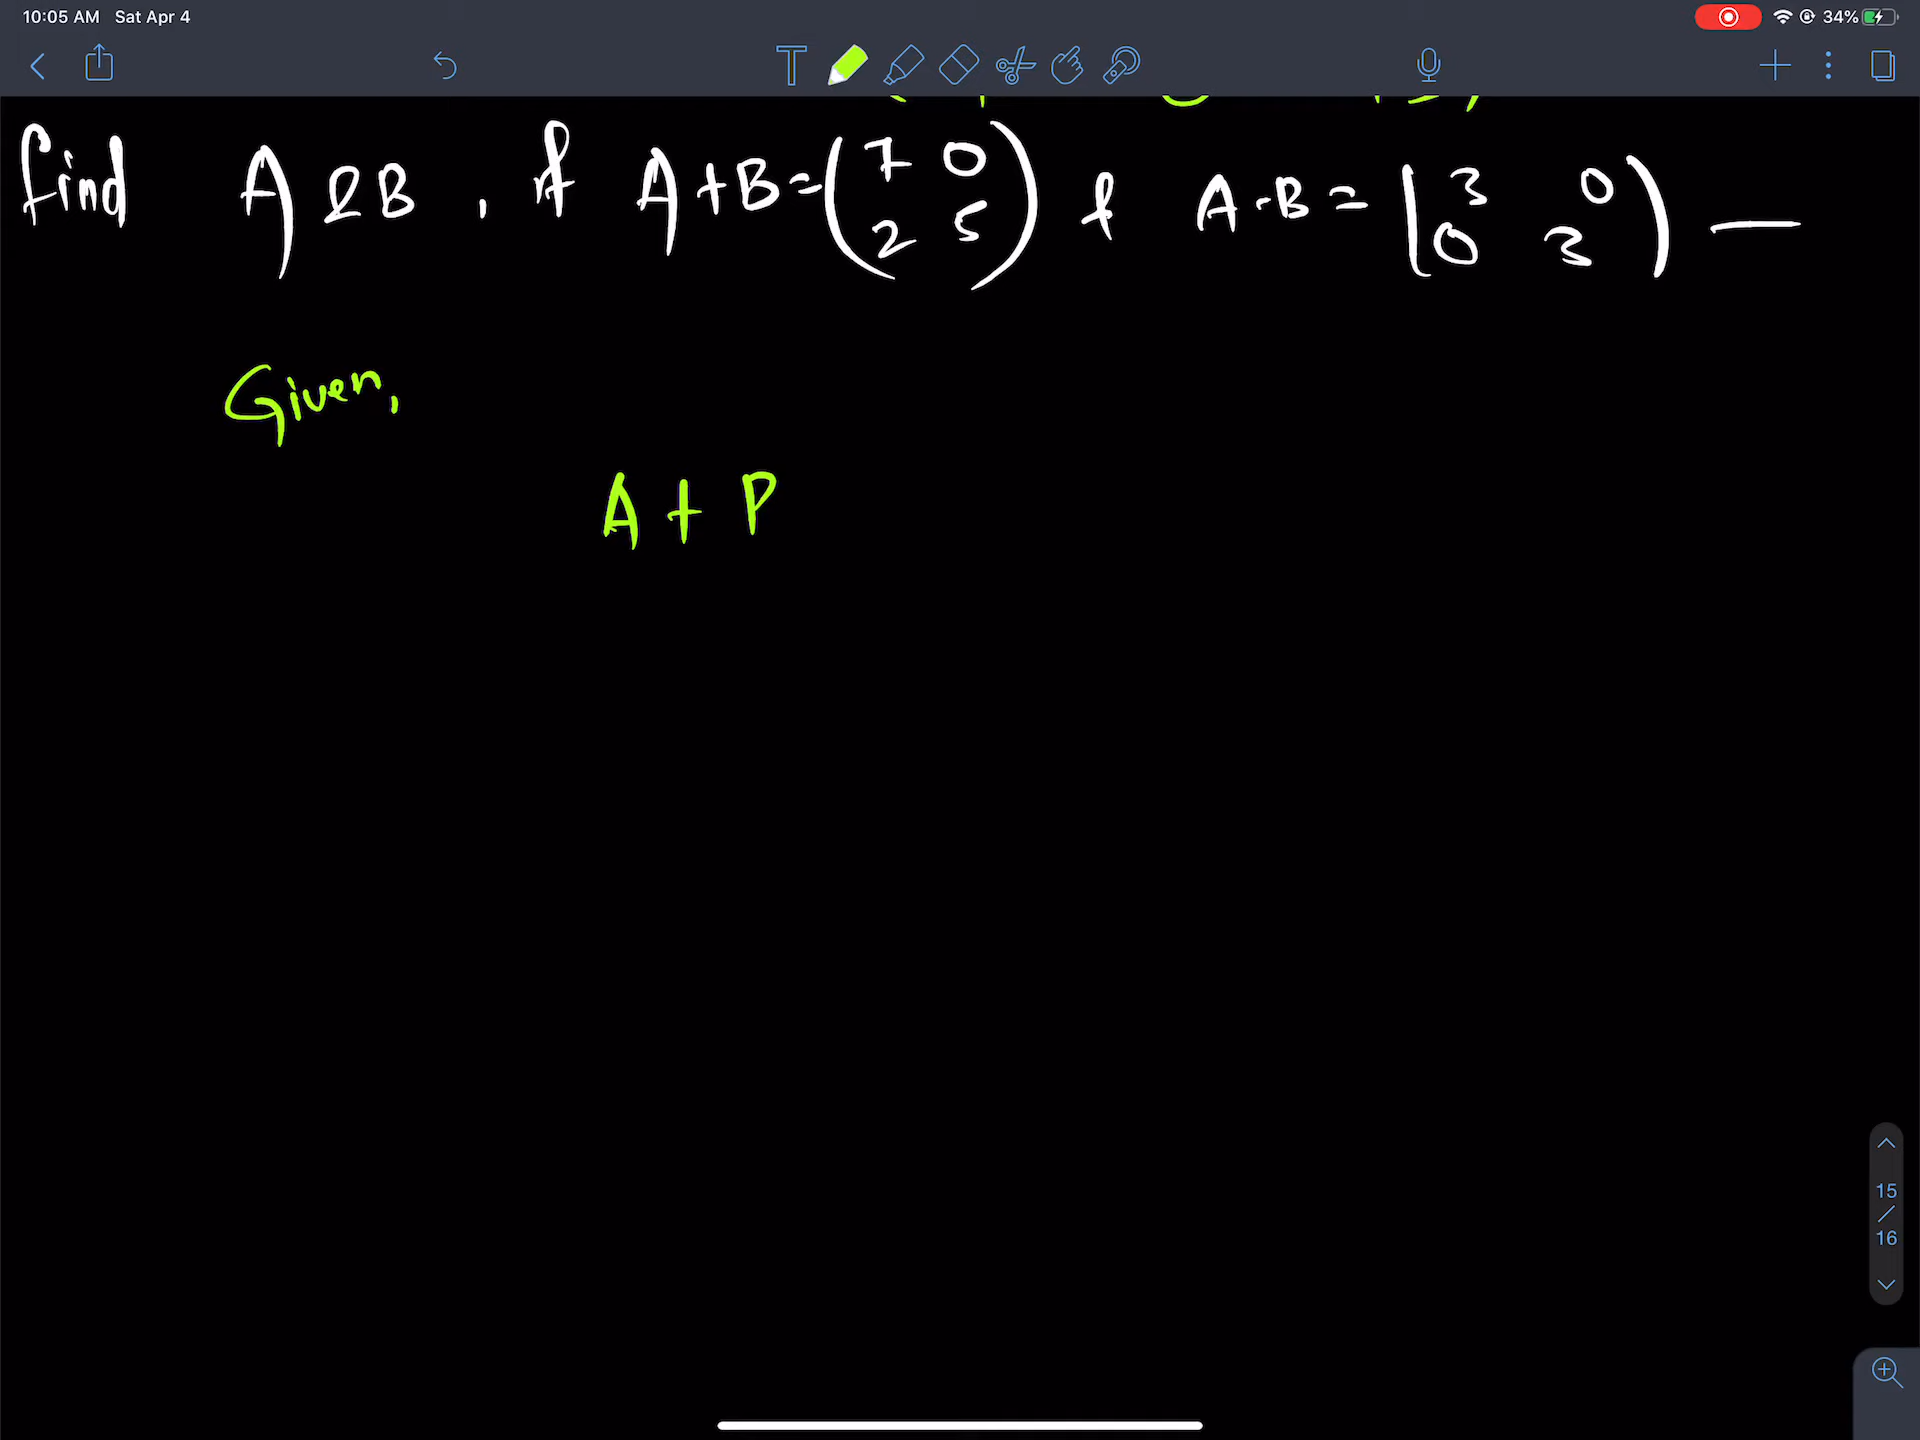 10:05 AM Sat Apr 4 34%
T
find A & B , if A+B=(7 0 2 5) & A-B=(3 0 0 3) —
Given,
A + P
15
/
16